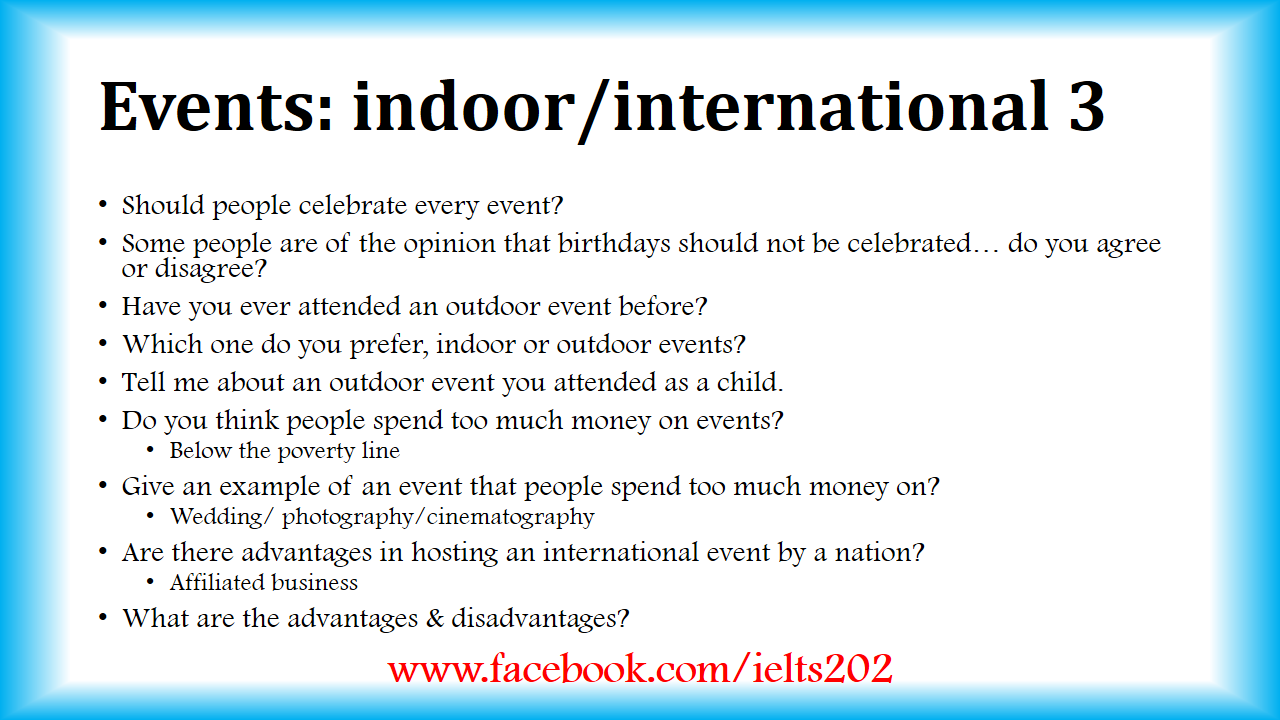 Events: indoor/international 3
• Should people celebrate every event?
• Some people are of the opinion that birthdays should not be celebrated… do you agree
or disagree?
• Have you ever attended an outdoor event before?
• Which one do you prefer, indoor or outdoor events?
• Tell me about an outdoor event you attended as a child.
• Do you think people spend too much money on events?
• Below the poverty line
• Give an example of an event that people spend too much money on?
• Wedding/ photography/cinematography
• Are there advantages in hosting an international event by a nation?
• Affiliated business
• What are the advantages & disadvantages?
www.facebook.com/ielts202